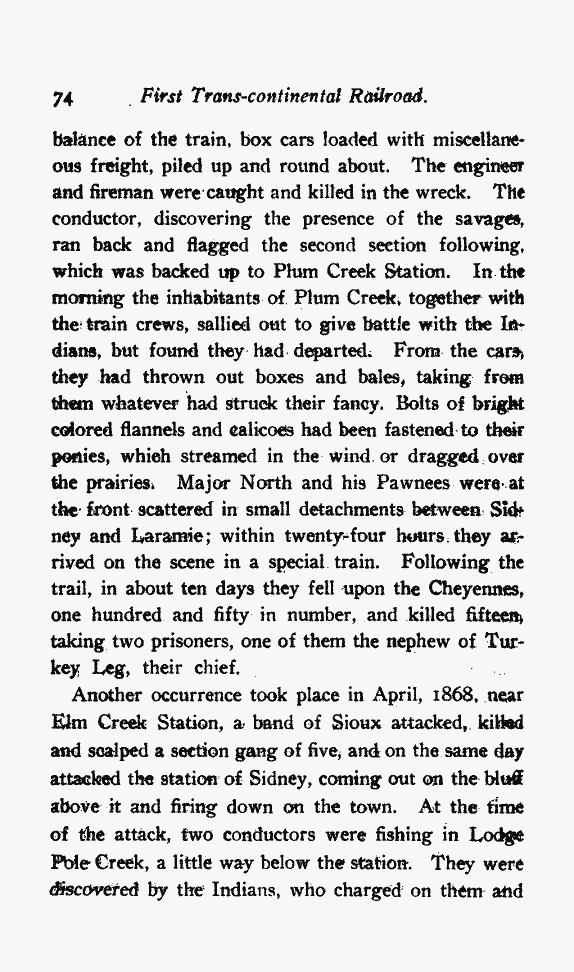 74 First Trans-continental Railroad.
balance of the train, box cars loaded with miscellane-
ous freight, piled up and round about. The engineer
and fireman were caught and killed in the wreck. The
conductor, discovering the presence of the savages,
ran back and flagged the second section following,
which was backed up to Plum Creek Station. In the
morning the inhabitants of Plum Creek, together with
the train crews, sallied out to give battle with the In-
dians, but found they had departed. From the cars,
they had thrown out boxes and bales, taking from
them whatever had struck their fancy. Bolts of bright
colored flannels and calicoes had been fastened to their
ponies, which streamed in the wind or dragged over
the prairies. Major North and his Pawnees were at
the front scattered in small detachments between Sid-
ney and Laramie; within twenty-four hours they ar-
rived on the scene in a special train. Following the
trail, in about ten days they fell upon the Cheyennes,
one hundred and fifty in number, and killed fifteen,
taking two prisoners, one of them the nephew of Tur-
key Leg, their chief.
Another occurrence took place in April, 1868, near
Elm Creek Station, a band of Sioux attacked, killed
and scalped a section gang of five, and on the same day
attacked the station of Sidney, coming out on the bluff
above it and firing down on the town. At the time
of the attack, two conductors were fishing in Lodge
Pole Creek, a little way below the station. They were
discovered by the Indians, who charged on them and